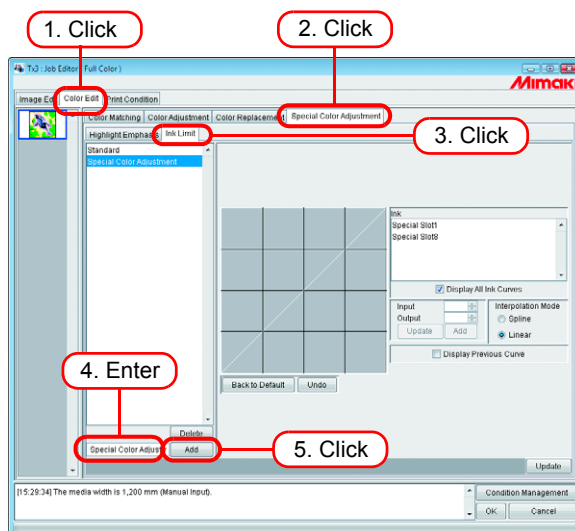 1. Click
2. Click
Tx3 : Job Editor
Full Color )
Mimaki
Image Ed
Color Edit
Print Condition
Color Matching
Color Adjustment
Color Replacement
Special Color Adjustment
Highlight Emphasis
Ink Limit
3. Click
Standard
Special Color Adjustment
Ink
Special Slot1
Special Slot8
Display All Ink Curves
Input
Output
Update
Add
Interpolation Mode
Spline
Linear
Display Previous Curve
4. Enter
Back to Default
Undo
Delete
5. Click
Special Color Adjust
Add
Update
[15:29:34] The media width is 1,200 mm (Manual Input).
Condition Management
OK
Cancel